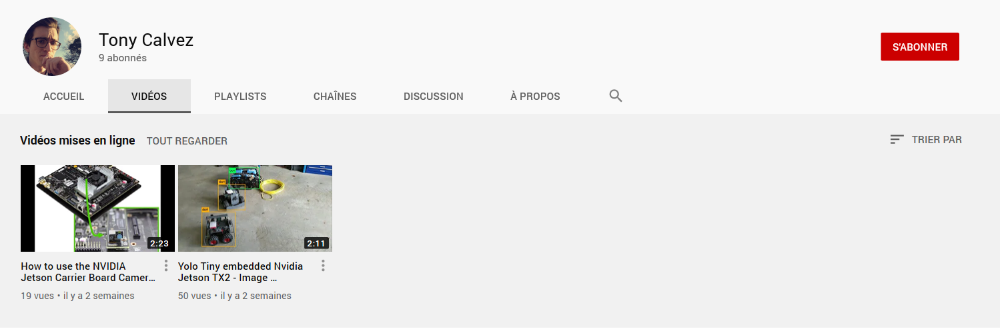 Tony Calvez
9 abonnés
S'ABONNER
ACCUEIL
VIDÉOS
PLAYLISTS
CHAÎNES
DISCUSSION
À PROPOS
Vidéos mises en ligne
TOUT REGARDER
TRIER PAR
2:23
How to use the NVIDIA
Jetson Carrier Board Camer...
19 vues • il y a 2 semaines
dart
dart
2:11
Yolo Tiny embedded Nvidia
Jetson TX2 - Image ...
50 vues • il y a 2 semaines